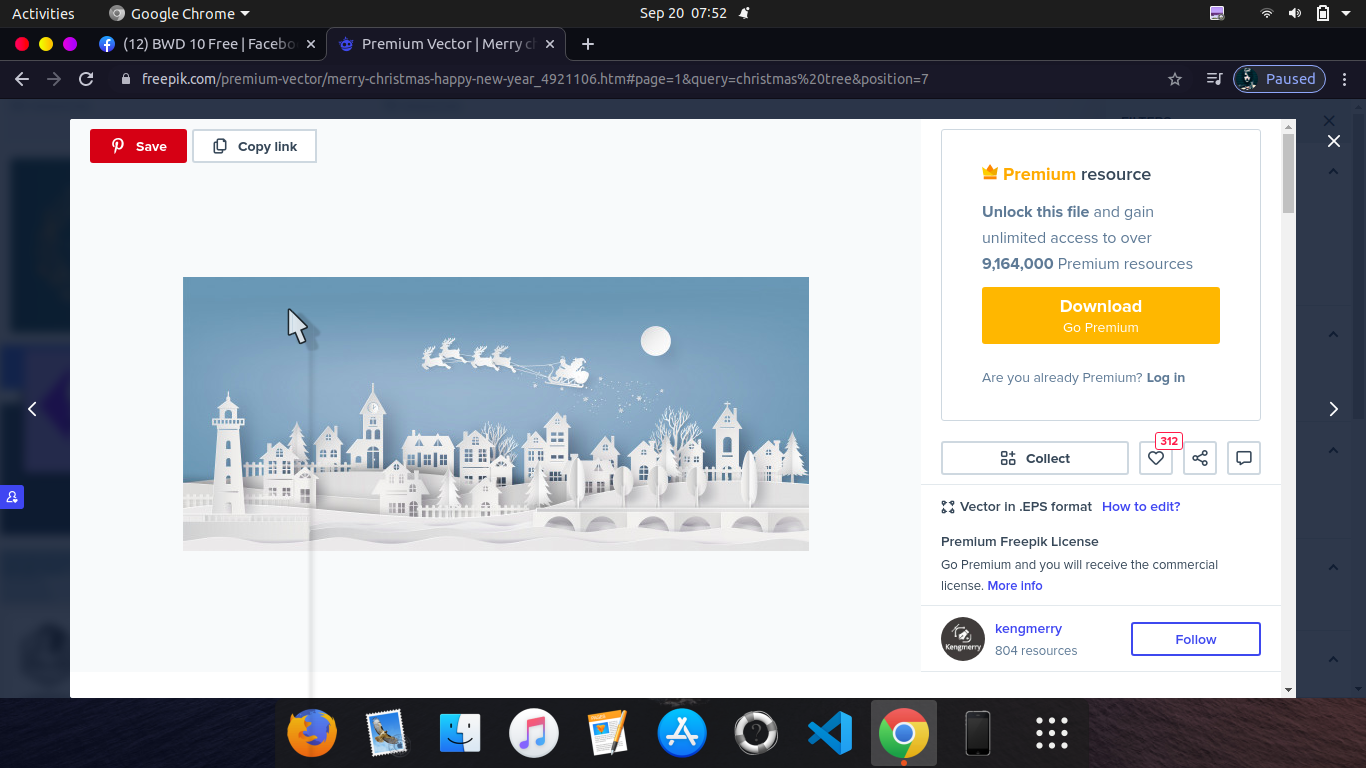 Activities
Google Chrome
Sep 20 07:52
(12) BWD 10 Free | Facebo
Premium Vector | Merry ch
freepik.com/premium-vector/merry-christmas-happy-new-year_4921106.htm#page=1&query=christmas%20tree&position=7
Paused
Save
Copy link
Premium resource
Unlock this file and gain
unlimited access to over
9,164,000 Premium resources
Download
Go Premium
Are you already Premium? Log in
312
Collect
Vector in .EPS format How to edit?
Premium Freepik License
Go Premium and you will receive the commercial
license. More info
kengmerry
Kengmerry
804 resources
Follow